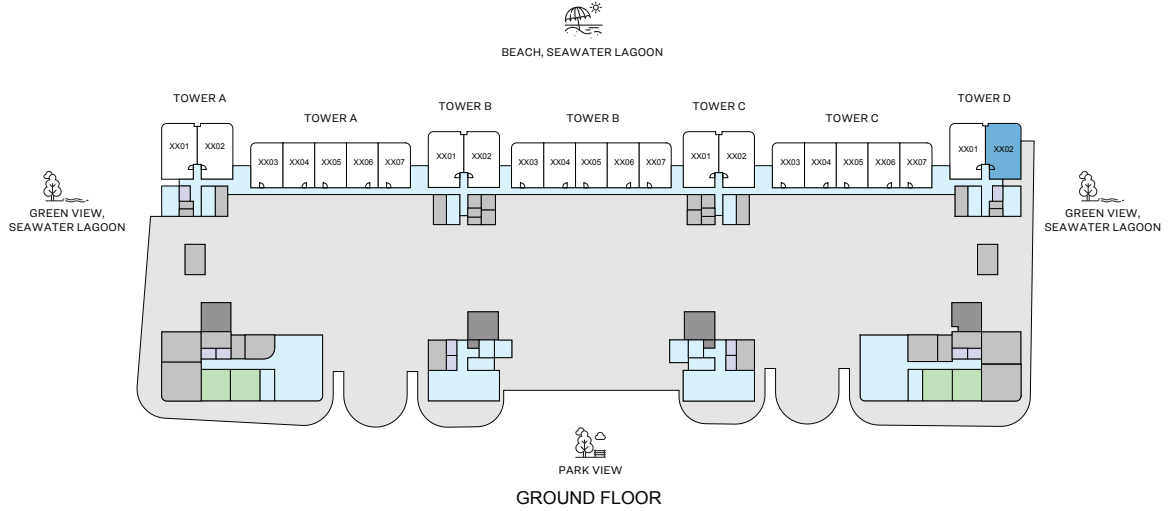 BEACH, SEAWATER LAGOON
TOWER A
TOWER A
TOWER B
TOWER B
TOWER C
TOWER C
TOWER D
XX01 XX02
XX03 XX04 XX05 XX06 XX07
XX01 XX02
XX03 XX04 XX05 XX06 XX07
XX01 XX02
XX03 XX04 XX05 XX06 XX07
XX01 XX02
GREEN VIEW,
SEAWATER LAGOON
GREEN VIEW,
SEAWATER LAGOON
PARK VIEW
GROUND FLOOR